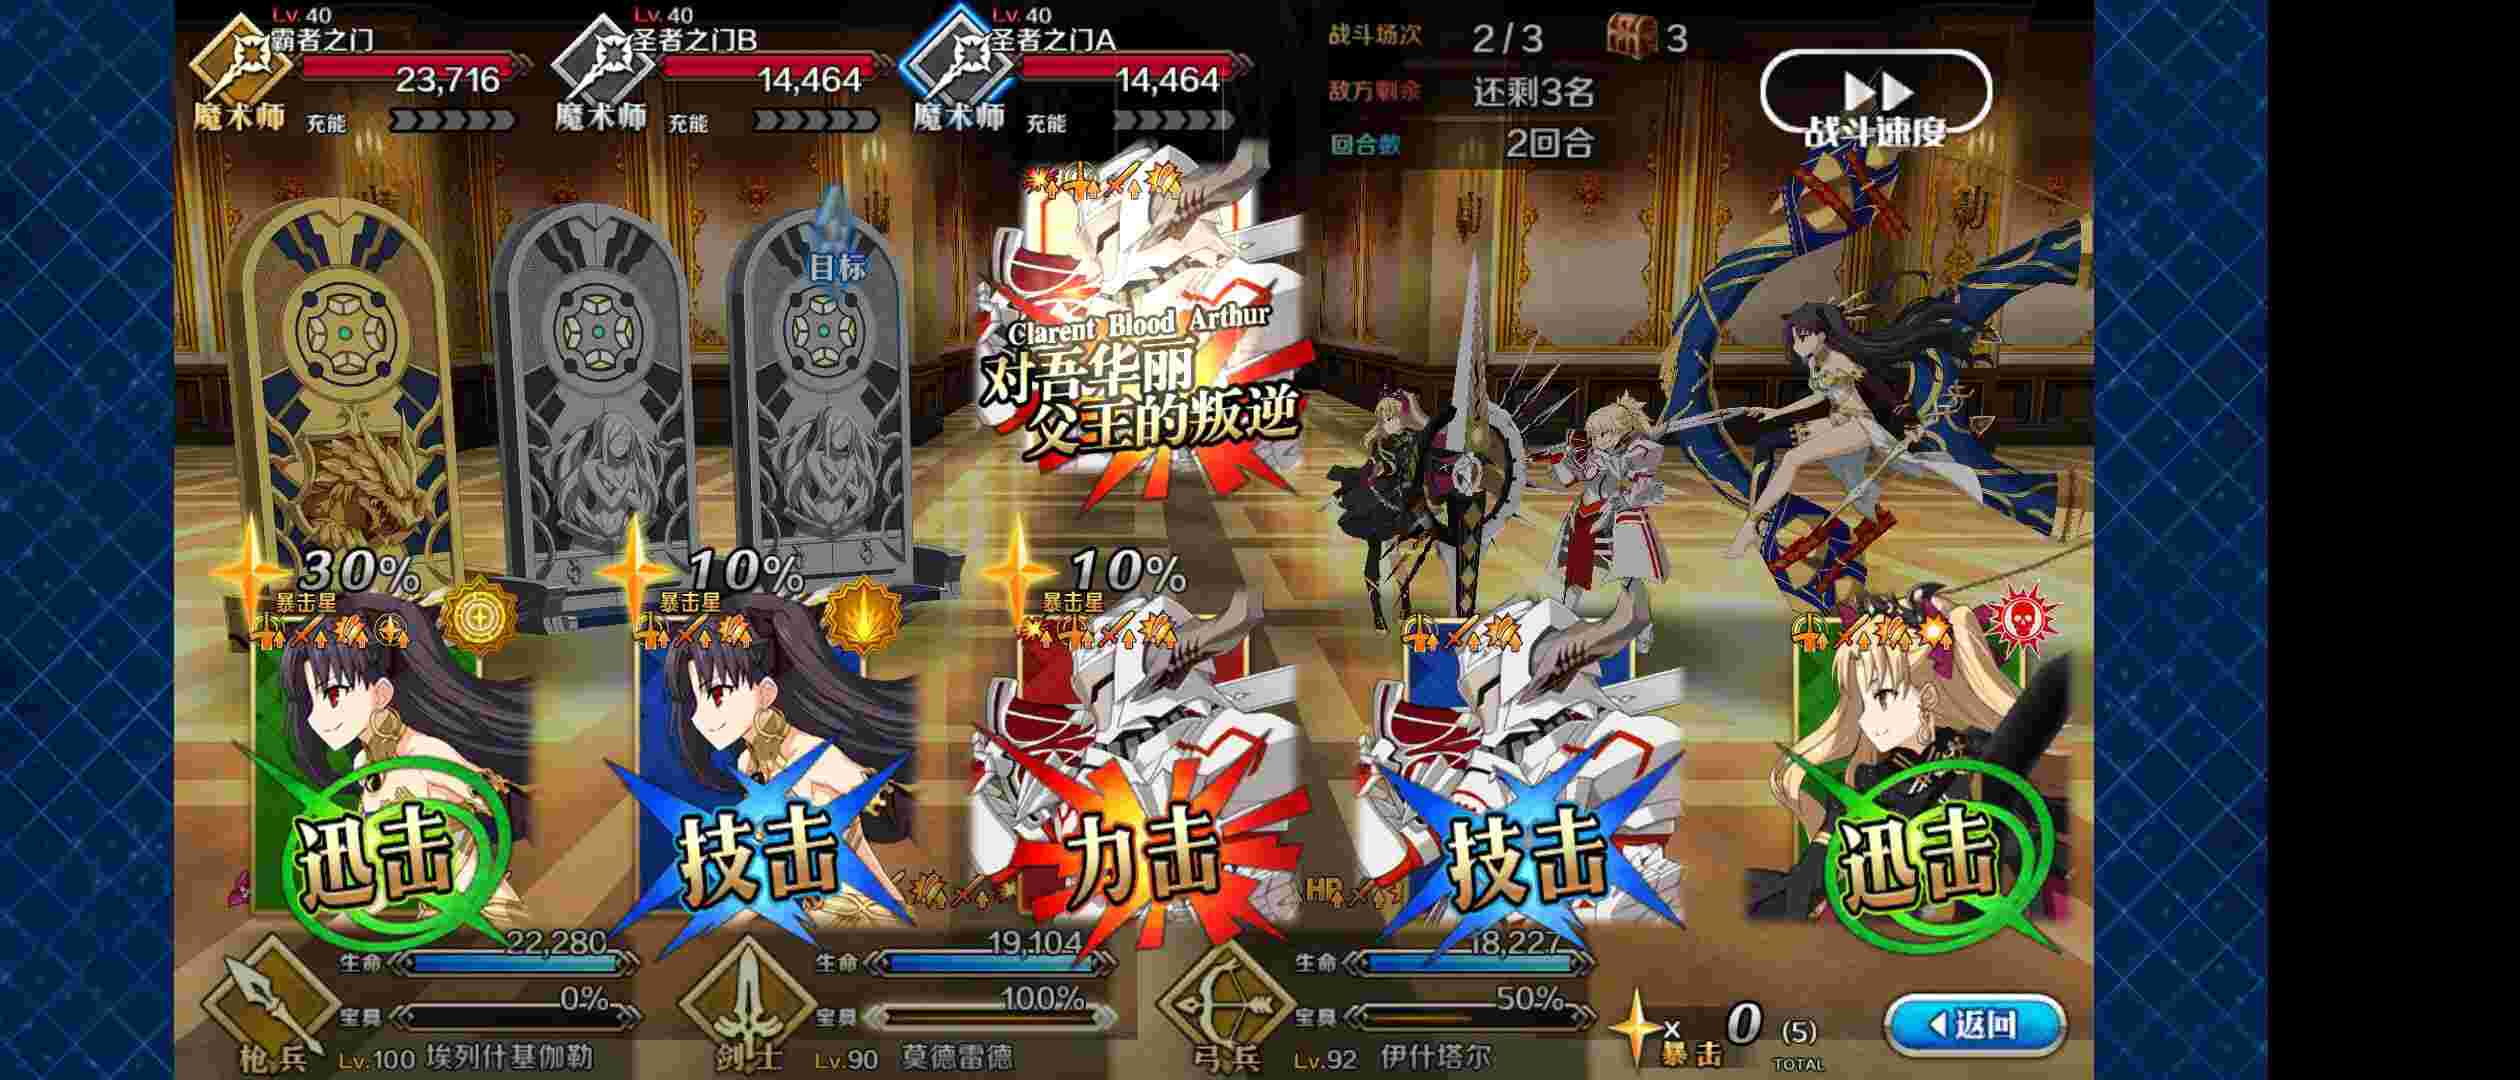 Lv. 40
霸者之门
23,716
魔术师
充能
Lv. 40
圣者之门B
14,464
魔术师
充能
Lv. 40
圣者之门A
14,464
魔术师
充能
战斗场次 2/3 3
敌方剩余 还剩3名
回合数 2回合
战斗速度
目标
Clarent Blood Arthur
对吾华丽
父王的叛逆
30%
暴击星
10%
暴击星
10%
暴击星
迅击
技击
力击
技击
迅击
HP
生命 22,280
宝具 0%
枪兵 Lv.100 埃列什基伽勒
生命 19,104
宝具 100%
剑士 Lv.90 莫德雷德
生命 18,227
宝具 50%
弓兵 Lv.92 伊什塔尔
x 0 (5)
暴击 TOTAL
返回